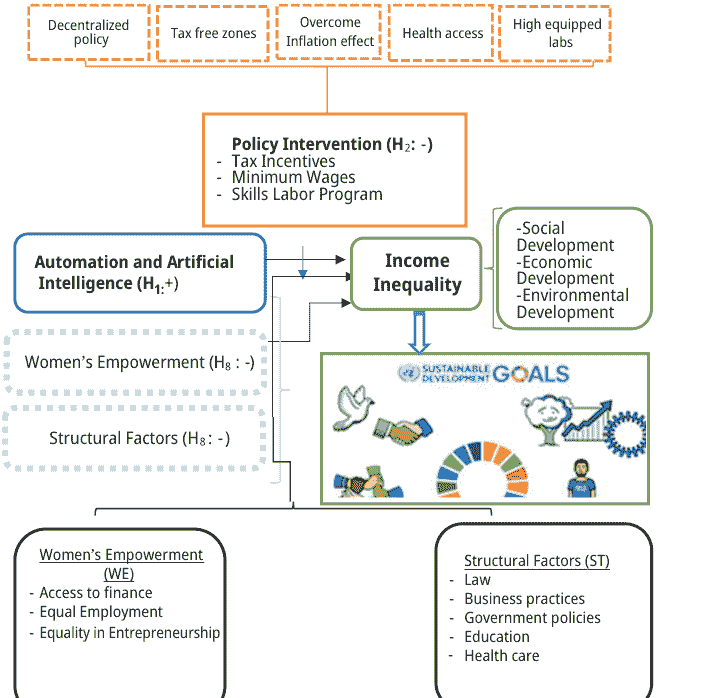 Decentralized
policy
Tax free zones
Overcome
Inflation effect
Health access
High equipped
labs
Policy Intervention (H₂: -)
- Tax Incentives
- Minimum Wages
- Skills Labor Program
Automation and Artificial
Intelligence (H1:+)
Income
Inequality
-Social
Development
-Economic
Development
-Environmental
Development
Women's Empowerment (H₈ : -)
Structural Factors (H₈ : -)
SUSTAINABLE
DEVELOPMENT
GOALS
Women's Empowerment
(WE)
- Access to finance
- Equal Employment
- Equality in Entrepreneurship
Structural Factors (ST)
- Law
- Business practices
- Government policies
- Education
- Health care